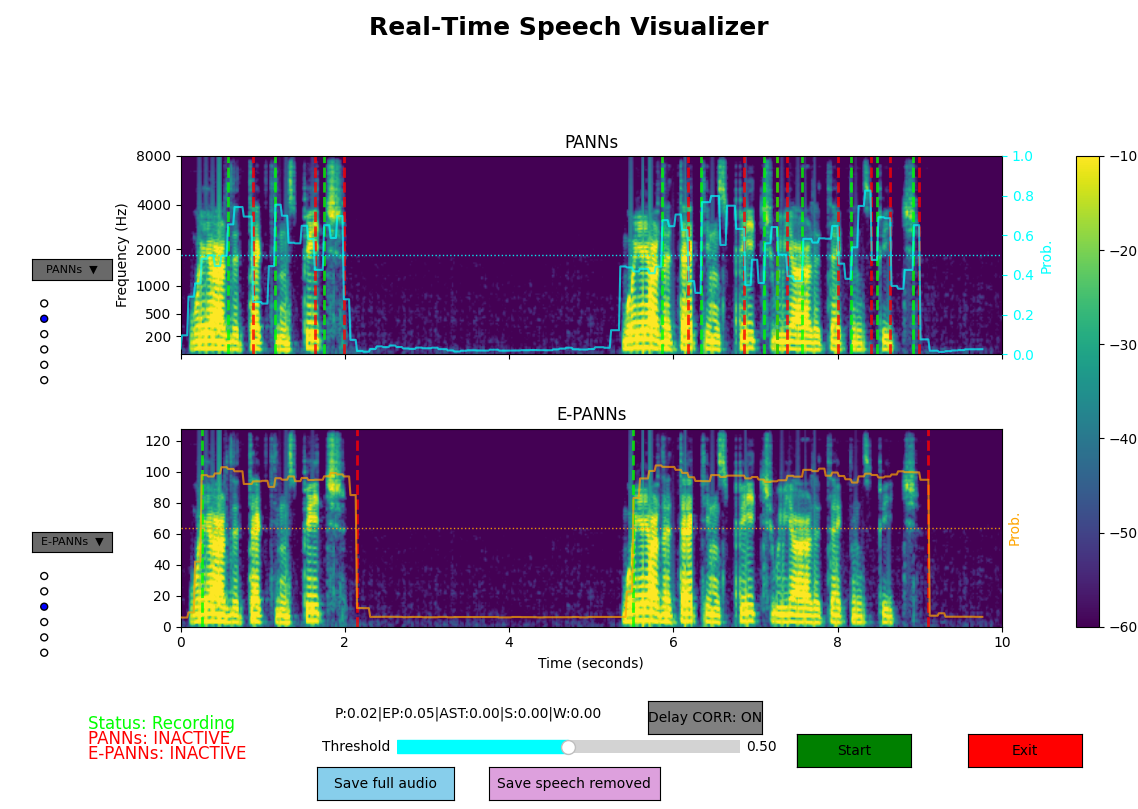 Real-Time Speech Visualizer
PANNs
8000
4000
2000
1000
500
200
Frequency (Hz)
1.0
0.8
0.6
0.4
0.2
0.0
Prob.
−10
−20
−30
−40
−50
−60
PANNs ▼
E-PANNs
120
100
80
60
40
20
0
Prob.
0 2 4 6 8 10
Time (seconds)
E-PANNs ▼
Status: Recording
PANNs: INACTIVE
E-PANNs: INACTIVE
P:0.02|EP:0.05|AST:0.00|S:0.00|W:0.00
Delay CORR: ON
Threshold 0.50
Start
Exit
Save full audio
Save speech removed